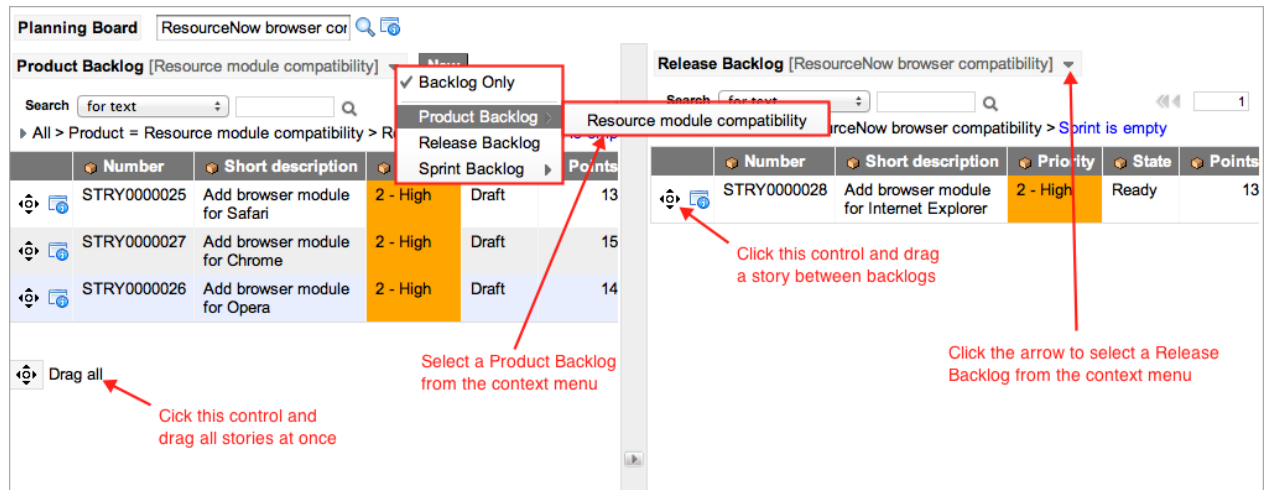 Planning Board ResourceNow browser cor
Product Backlog [Resource module compatibility] New
Backlog Only
Product Backlog
Resource module compatibility
Release Backlog
Sprint Backlog
Search for text
All > Product = Resource module compatibility >
Number Short description Points
STRY0000025 Add browser module 2 - High Draft 13
for Safari
STRY0000027 Add browser module 2 - High Draft 15
for Chrome
STRY0000026 Add browser module 2 - High Draft 14
for Opera
Drag all
Cick this control and
drag all stories at once
Select a Product Backlog
from the context menu
Release Backlog [ResourceNow browser compatibility]
Search for text 1
browser compatibility > Sprint is empty
Number Short description Priority State Points
STRY0000028 Add browser module 2 - High Ready 13
for Internet Explorer
Click this control and drag
a story between backlogs
Click the arrow to select a Release
Backlog from the context menu